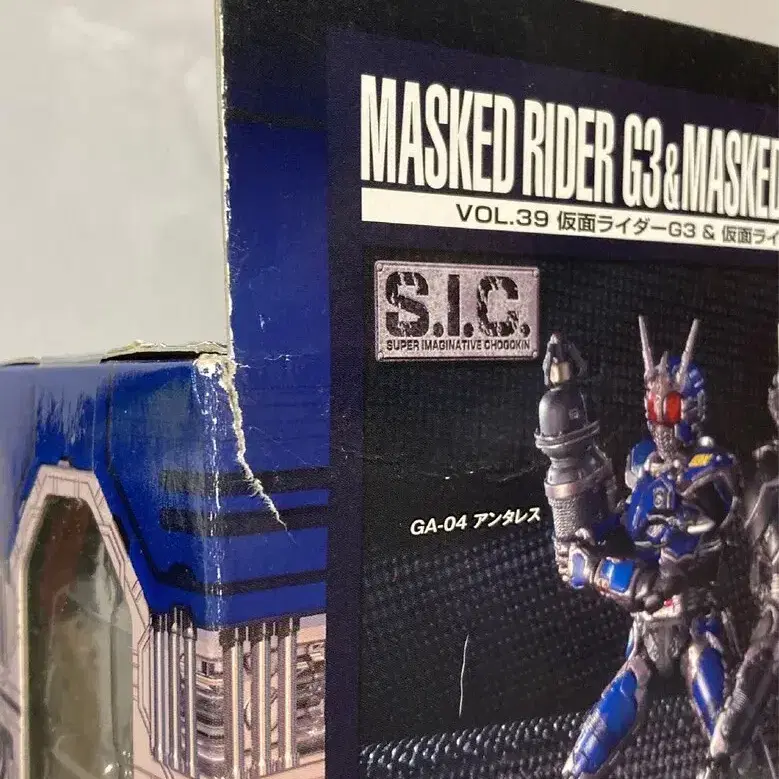 MASKED RIDER G3 & MASKED
VOL.39 仮面ライダーG3 & 仮面ライ
S.I.C.
SUPER IMAGINATIVE CHOGOKIN
GA-04 アンタレス